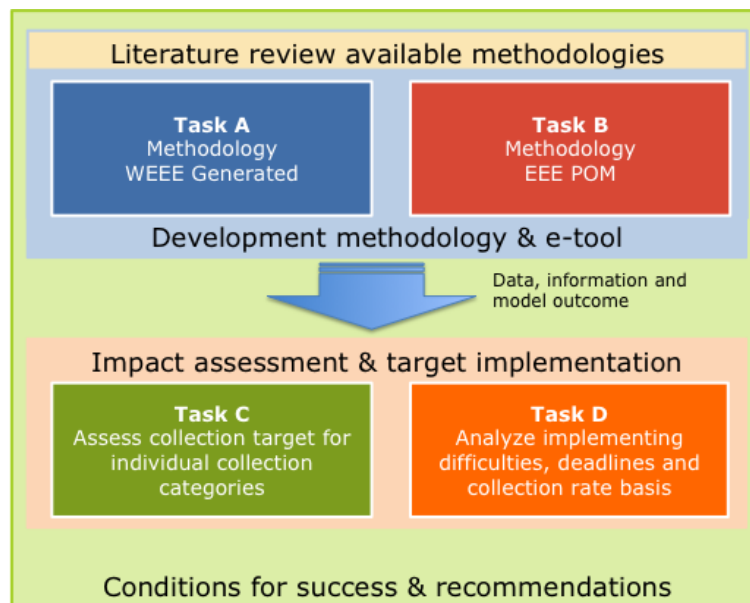 Literature review available methodologies
Task A
Methodology
WEEE Generated
Task B
Methodology
EEE POM
Development methodology & e-tool
Data, information and
model outcome
Impact assessment & target implementation
Task C
Assess collection target for
individual collection
categories
Task D
Analyze implementing
difficulties, deadlines and
collection rate basis
Conditions for success & recommendations